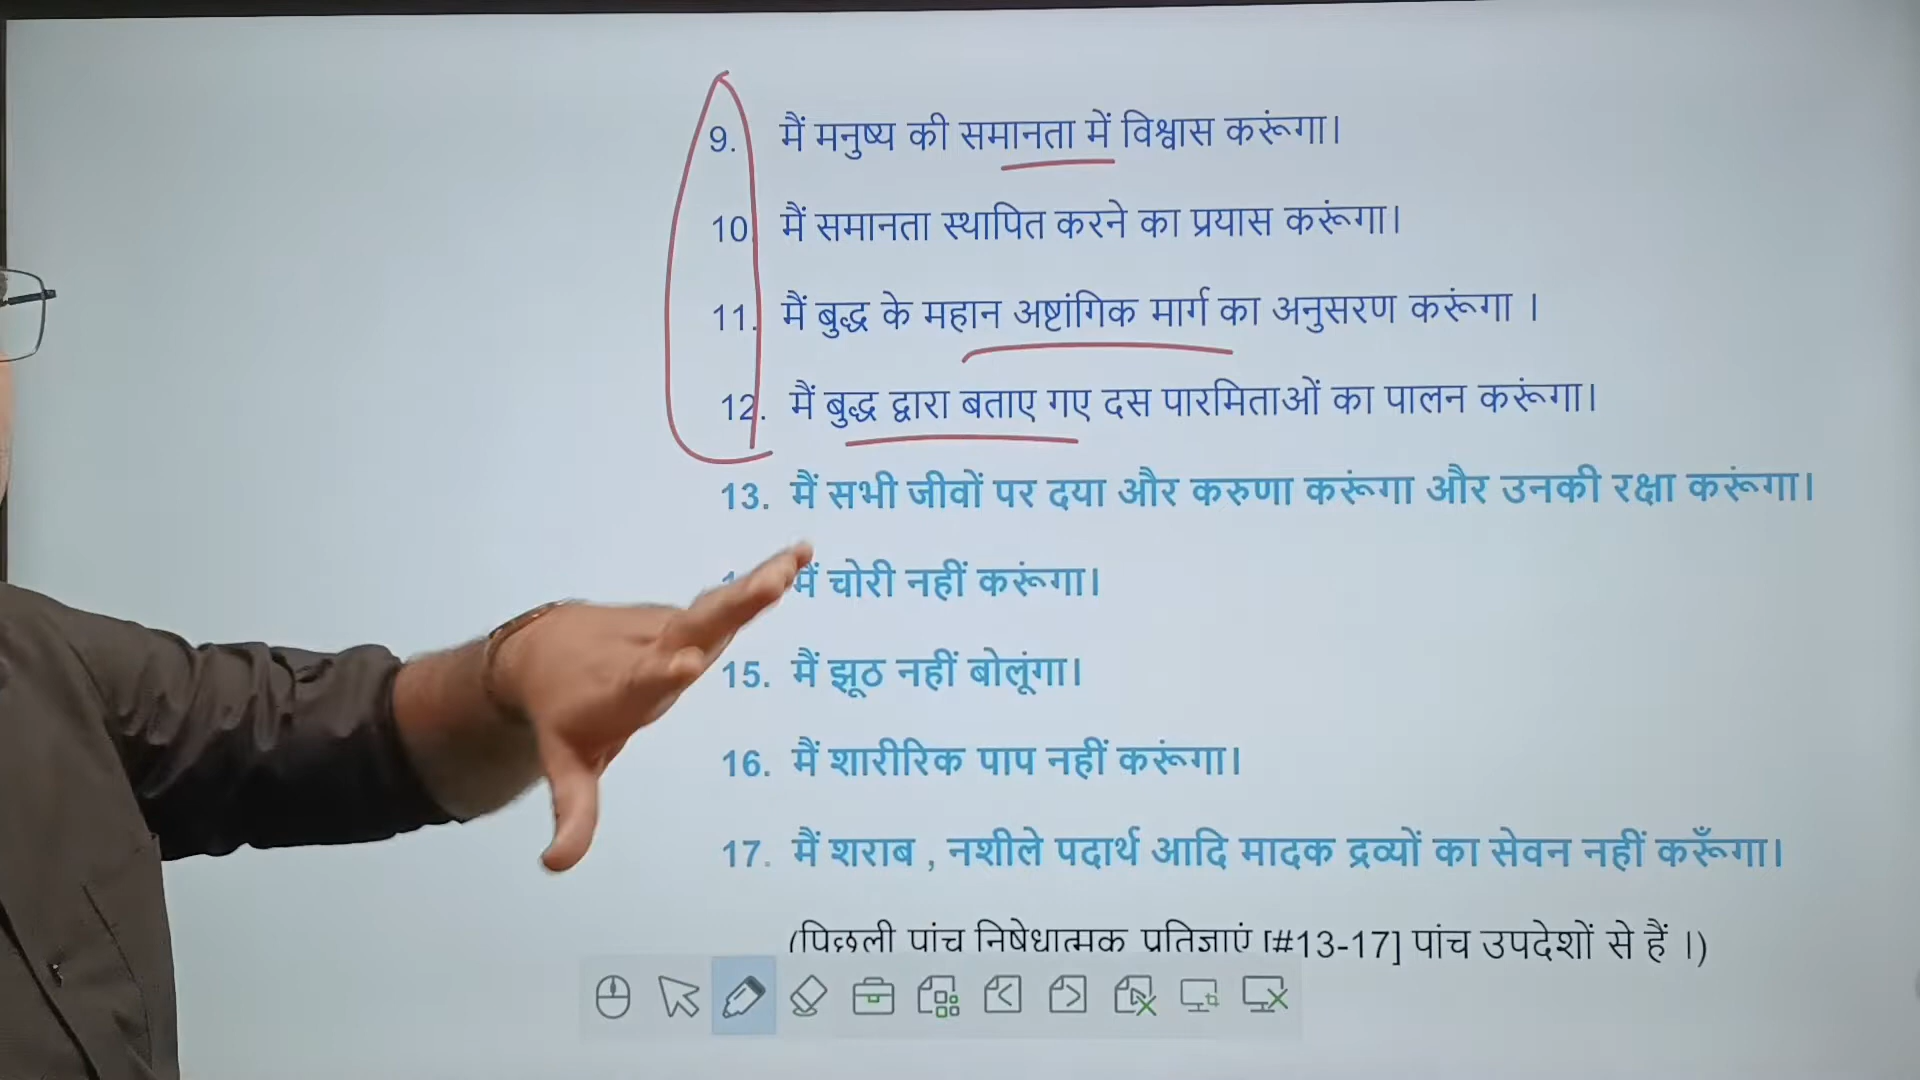 9. मैं मनुष्य की समानता में विश्वास करूंगा।
10 मैं समानता स्थापित करने का प्रयास करूंगा।
11. मैं बुद्ध के महान अष्टांगिक मार्ग का अनुसरण करूंगा ।
12. मैं बुद्ध द्वारा बताए गए दस पारमिताओं का पालन करूंगा।
13. मैं सभी जीवों पर दया और करुणा करूंगा और उनकी रक्षा करूंगा।
मैं चोरी नहीं करूंगा।
15. मैं झूठ नहीं बोलूंगा।
16. मैं शारीरिक पाप नहीं करूंगा।
17. मैं शराब , नशीले पदार्थ आदि मादक द्रव्यों का सेवन नहीं करूँगा।
(पिछली पांच निषेधात्मक प्रतिज्ञाएं [#13-17] पांच उपदेशों से हैं ।)